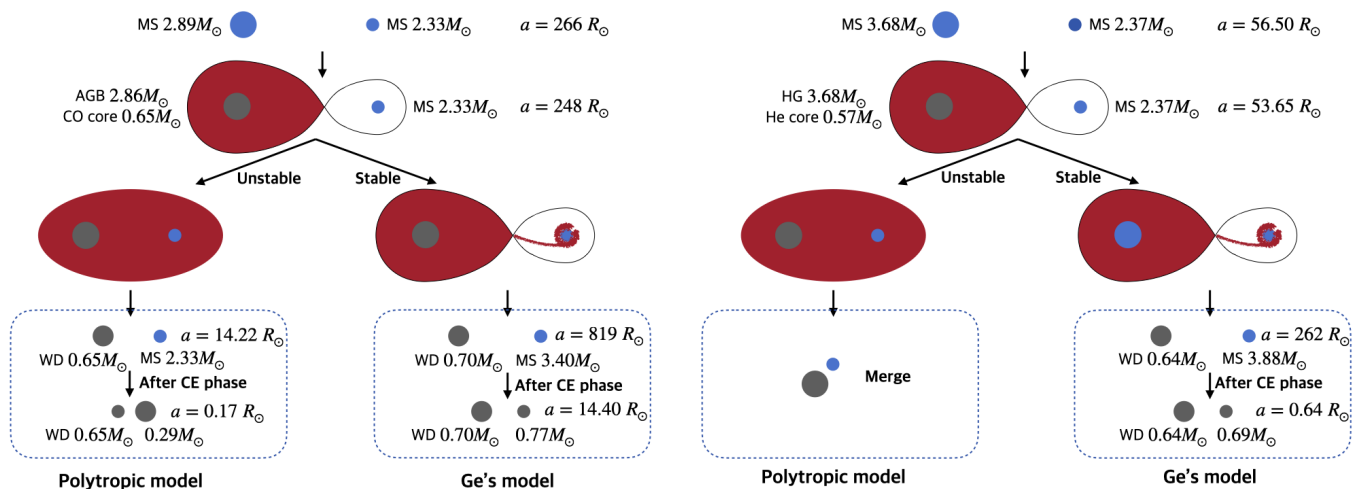 MS 2.89M⊙ MS 2.33M⊙ a = 266 R⊙
AGB 2.86M⊙
CO core 0.65M⊙
MS 2.33M⊙ a = 248 R⊙
Unstable Stable
a = 14.22 R⊙
WD 0.65M⊙ MS 2.33M⊙
After CE phase
a = 0.17 R⊙
WD 0.65M⊙ 0.29M⊙
Polytropic model
a = 819 R⊙
WD 0.70M⊙ MS 3.40M⊙
After CE phase
a = 14.40 R⊙
WD 0.70M⊙ 0.77M⊙
Ge's model
MS 3.68M⊙ MS 2.37M⊙ a = 56.50 R⊙
HG 3.68M⊙
He core 0.57M⊙
MS 2.37M⊙ a = 53.65 R⊙
Unstable Stable
Merge
Polytropic model
a = 262 R⊙
WD 0.64M⊙ MS 3.88M⊙
After CE phase
a = 0.64 R⊙
WD 0.64M⊙ 0.69M⊙
Ge's model